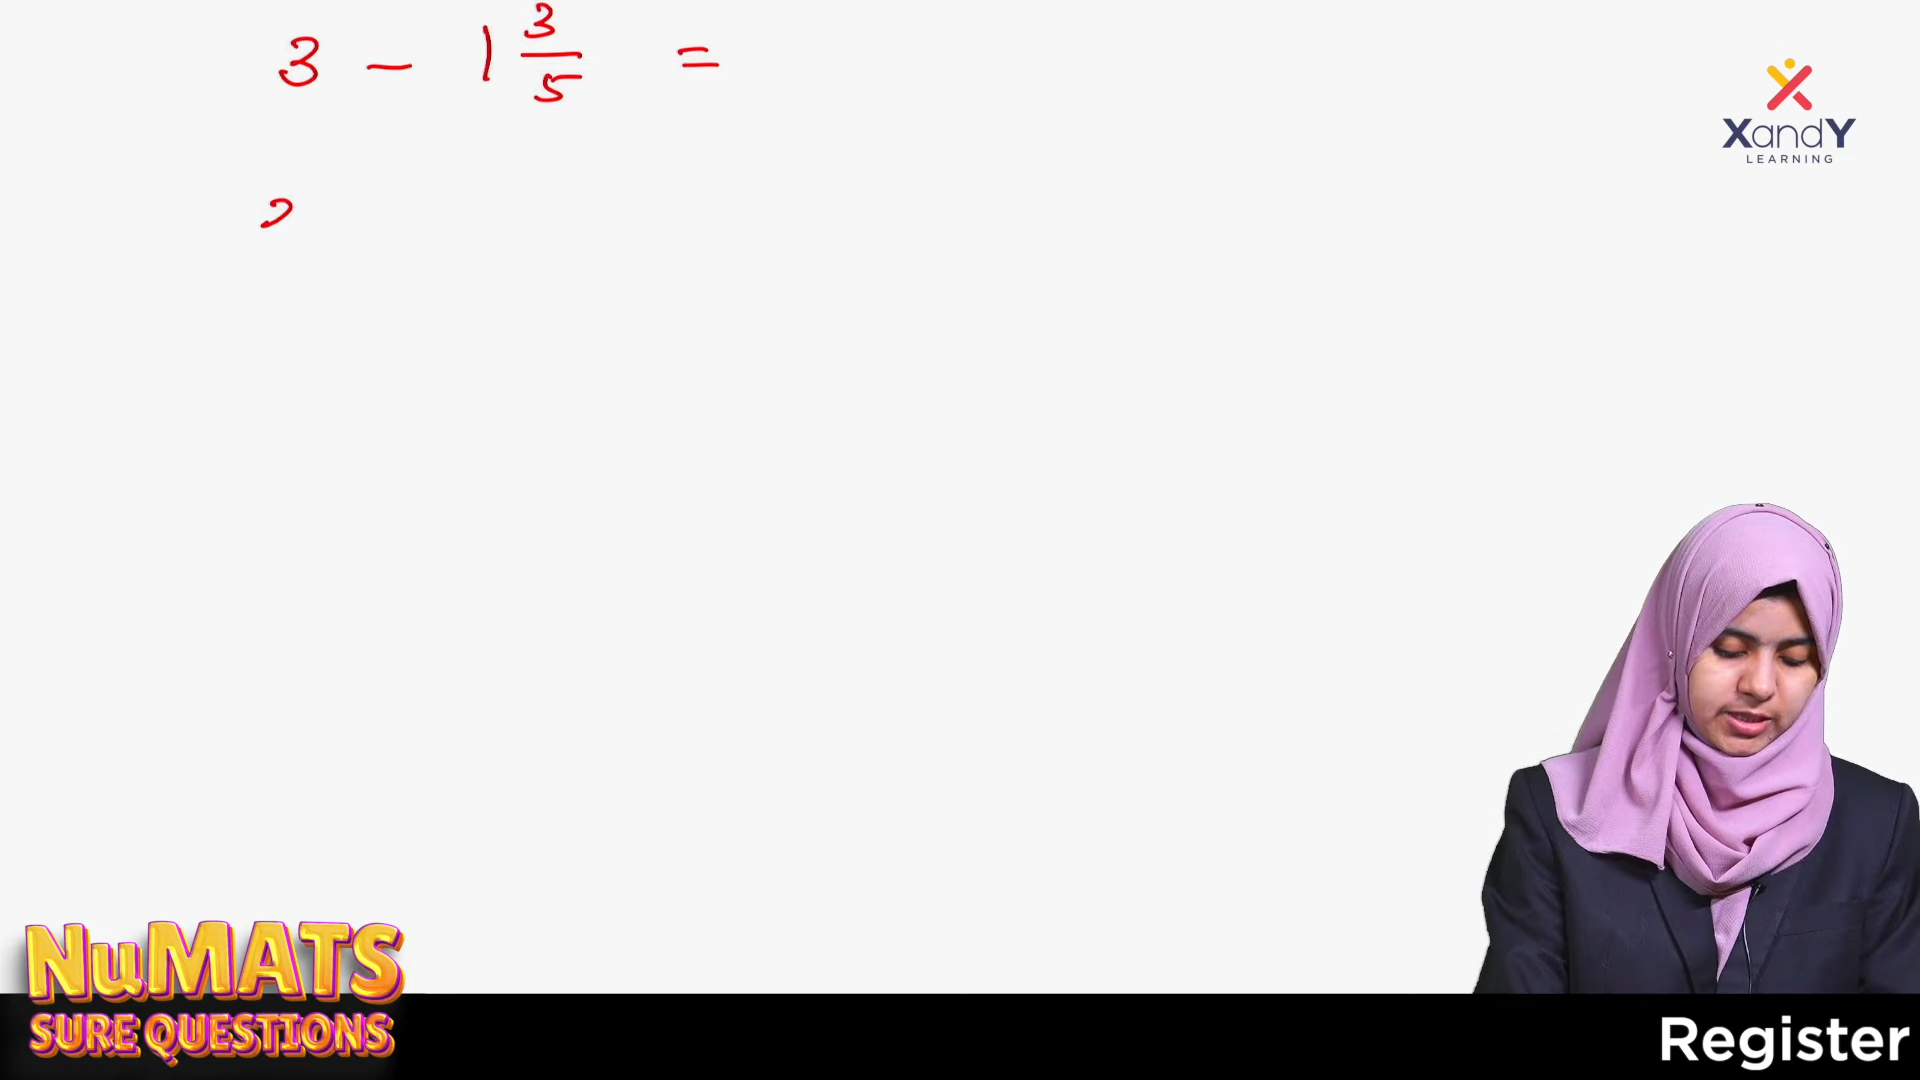 3 - 1 3/5 =
XandY
LEARNING
NuMATS
SURE QUESTIONS
Register